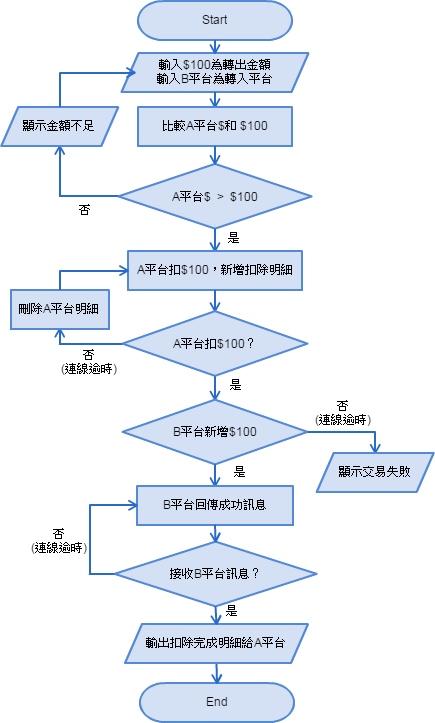 Start
輸入$100為轉出金額
輸入B平台為轉入平台
顯示金額不足
比較A平台$和 $100
A平台$ > $100
否
是
A平台扣$100，新增扣除明細
刪除A平台明細
A平台扣$100？
否
(連線逾時)
是
B平台新增$100
否
(連線逾時)
顯示交易失敗
是
B平台回傳成功訊息
否
(連線逾時)
接收B平台訊息？
是
輸出扣除完成明細給A平台
End